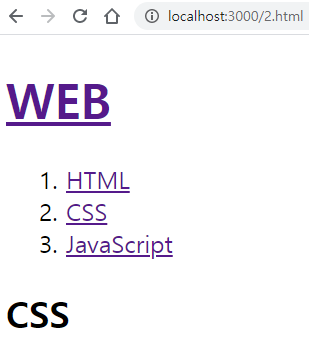 localhost:3000/2.html
WEB
1. HTML
2. CSS
3. JavaScript
CSS